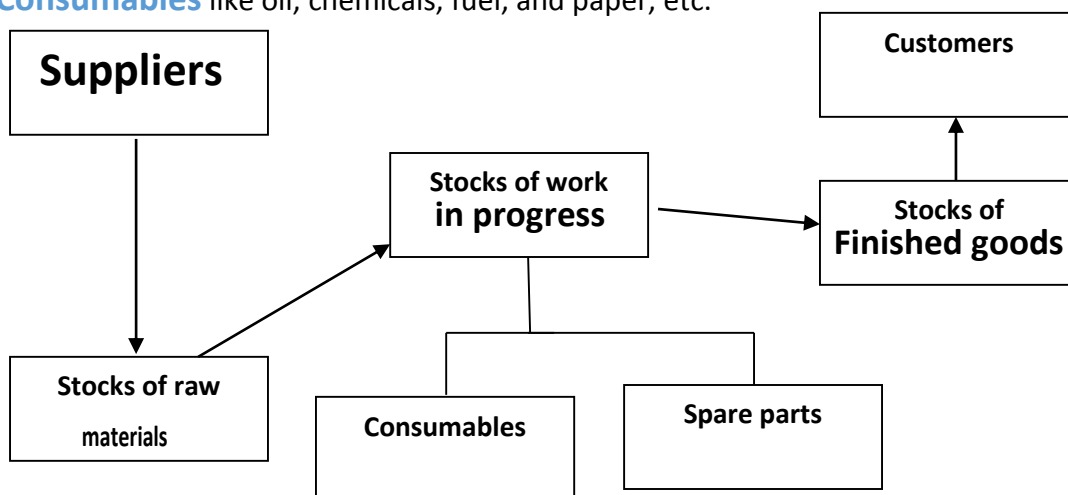 Consumables like oil, chemicals, fuel, and paper, etc.
Suppliers
Customers
Stocks of work
in progress
Stocks of
Finished goods
Stocks of raw
materials
Consumables
Spare parts